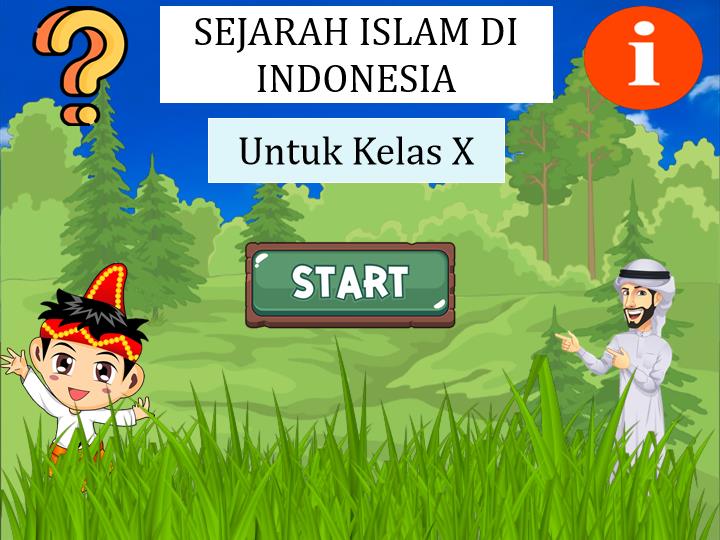 ?
SEJARAH ISLAM DI
INDONESIA
i
Untuk Kelas X
START